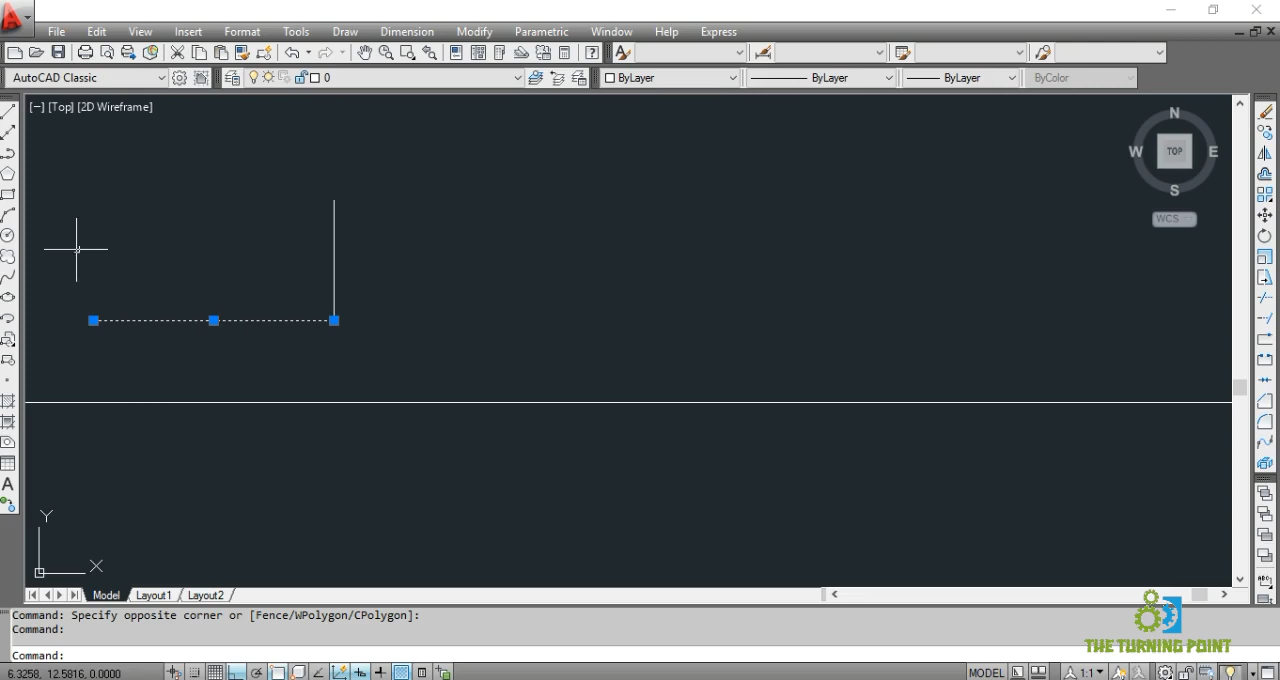 File Edit View Insert Format Tools Draw Dimension Modify Parametric Window Help Express
AutoCAD Classic 0 ByLayer ByLayer ByLayer ByColor
[−] [Top] [2D Wireframe]
N
W TOP E
S
WCS
A
Y
X
Model Layout1 Layout2
Command: Specify opposite corner or [Fence/WPolygon/CPolygon]:
Command:
Command:
THE TURNING POINT
6.3258, 12.5816, 0.0000 MODEL 1:1